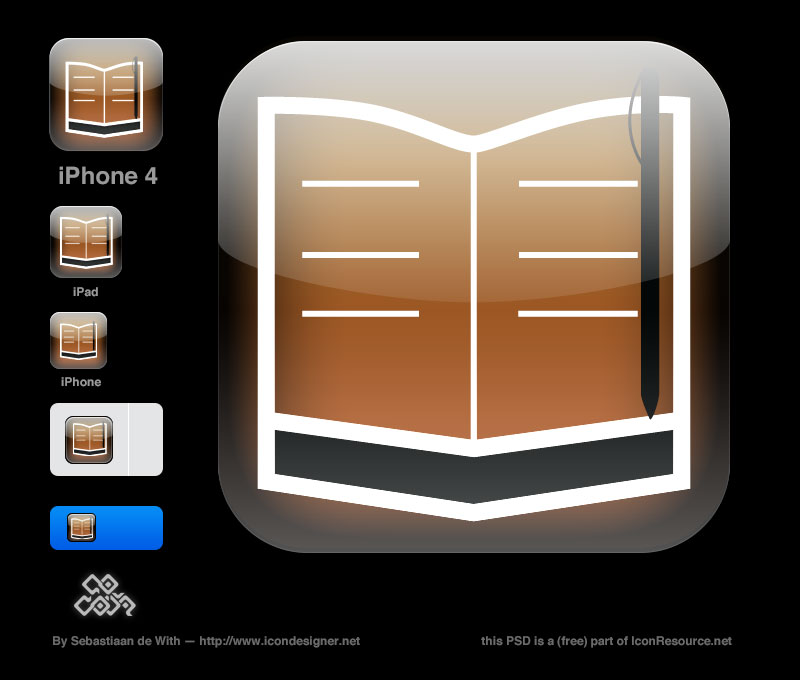 iPhone 4
iPad
iPhone
By Sebastiaan de With — http://www.icondesigner.net
this PSD is a (free) part of IconResource.net